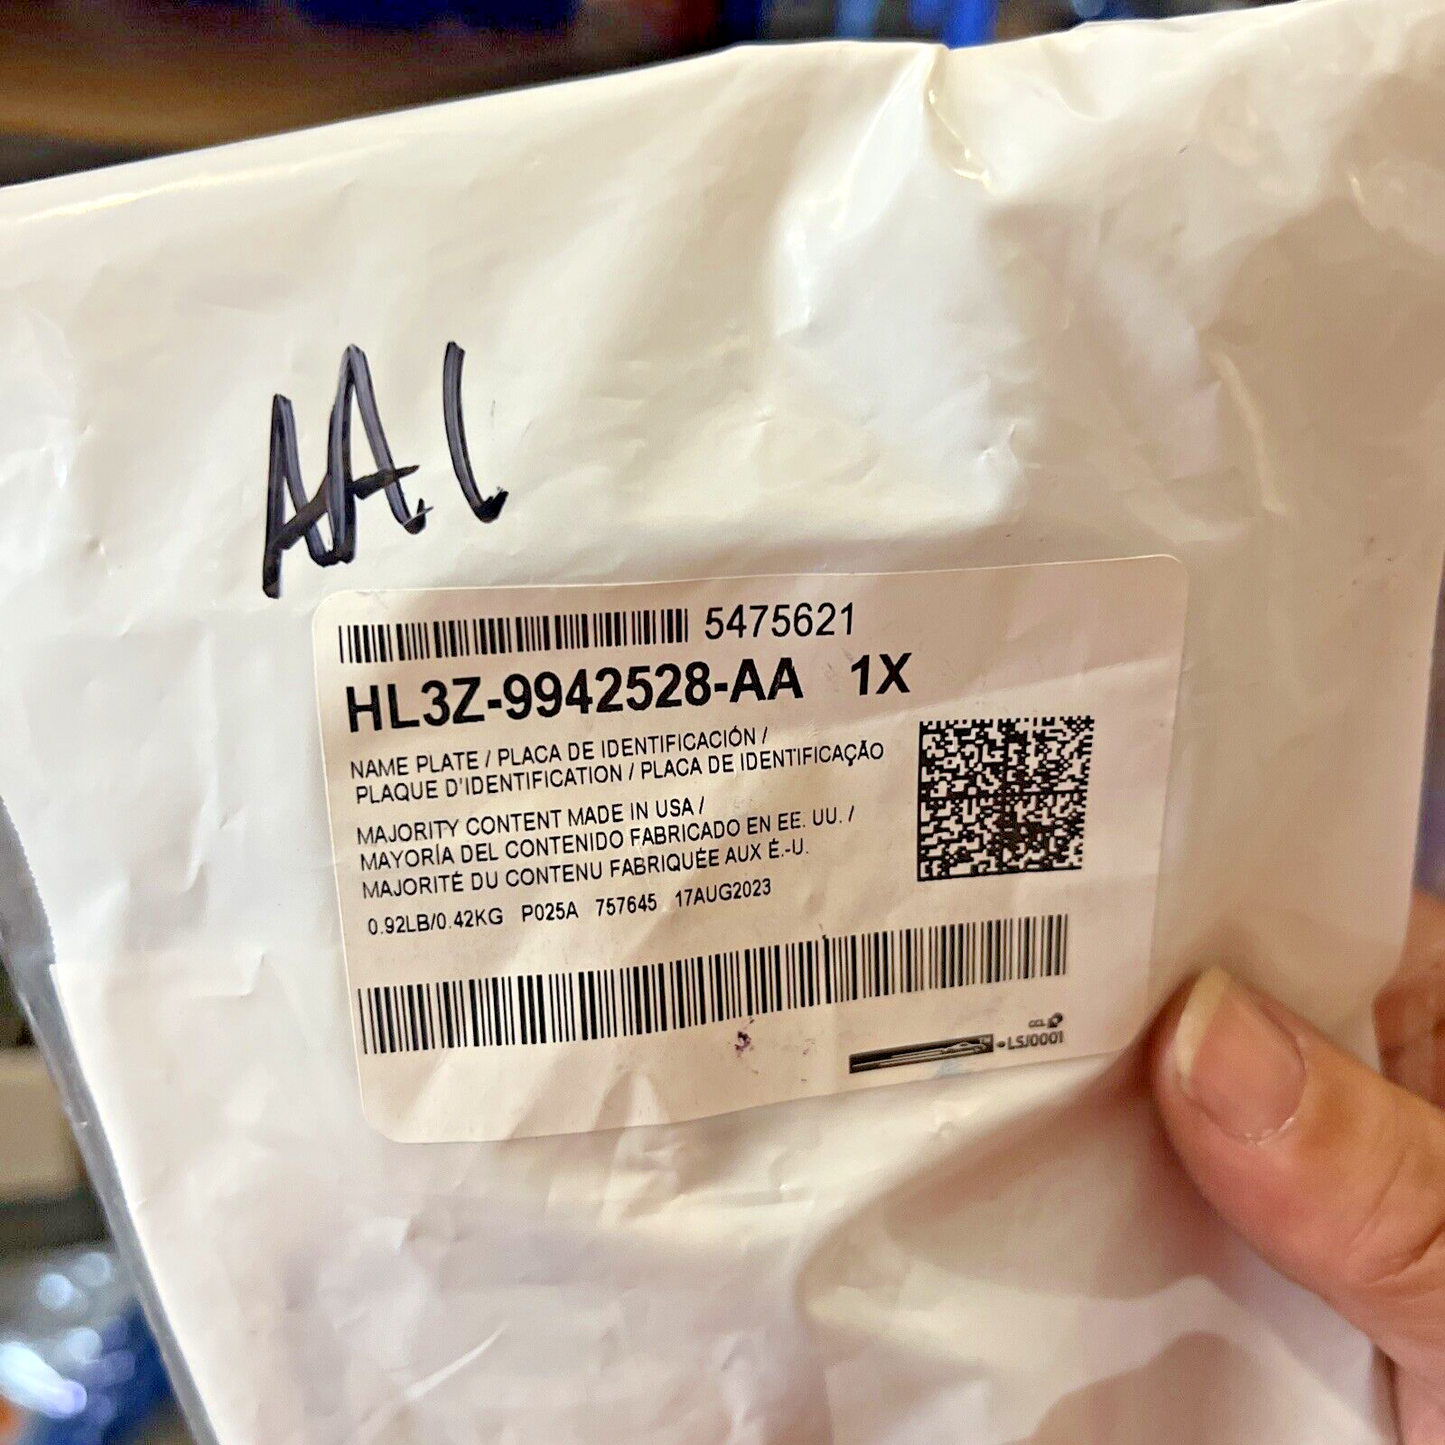 AA1
5475621
HL3Z-9942528-AA 1X
NAME PLATE / PLACA DE IDENTIFICACIÓN /
PLAQUE D'IDENTIFICATION / PLACA DE IDENTIFICAÇÃO
MAJORITY CONTENT MADE IN USA /
MAYORÍA DEL CONTENIDO FABRICADO EN EE. UU. /
MAJORITÉ DU CONTENU FABRIQUÉE AUX É.-U.
0.92LB/0.42KG P025A 757645 17AUG2023
CCL
LSJ0001